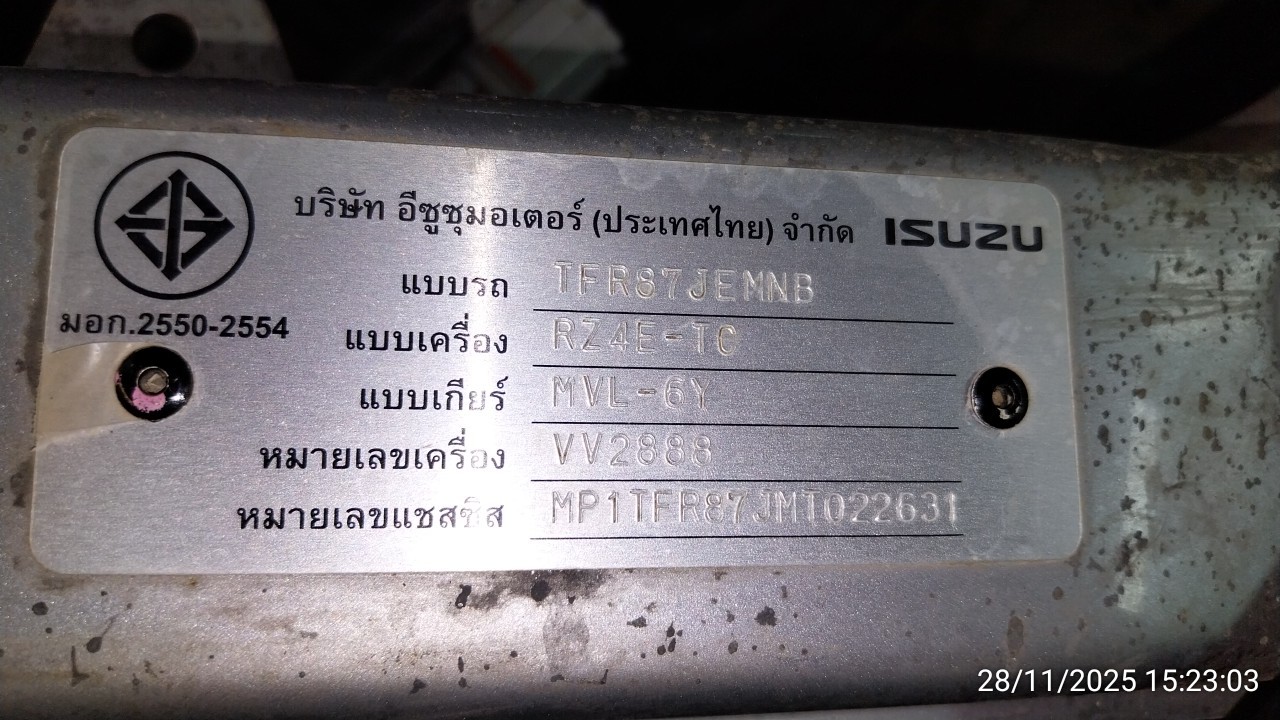 บริษัท อีซูซุมอเตอร์ (ประเทศไทย) จำกัด ISUZU
แบบรถ TFR87JEMNB
มอก.2550-2554
แบบเครื่อง RZ4E-TC
แบบเกียร์ MVL-6Y
หมายเลขเครื่อง VV2888
หมายเลขแชสซิส MP1TFR87JMT022631
28/11/2025 15:23:03